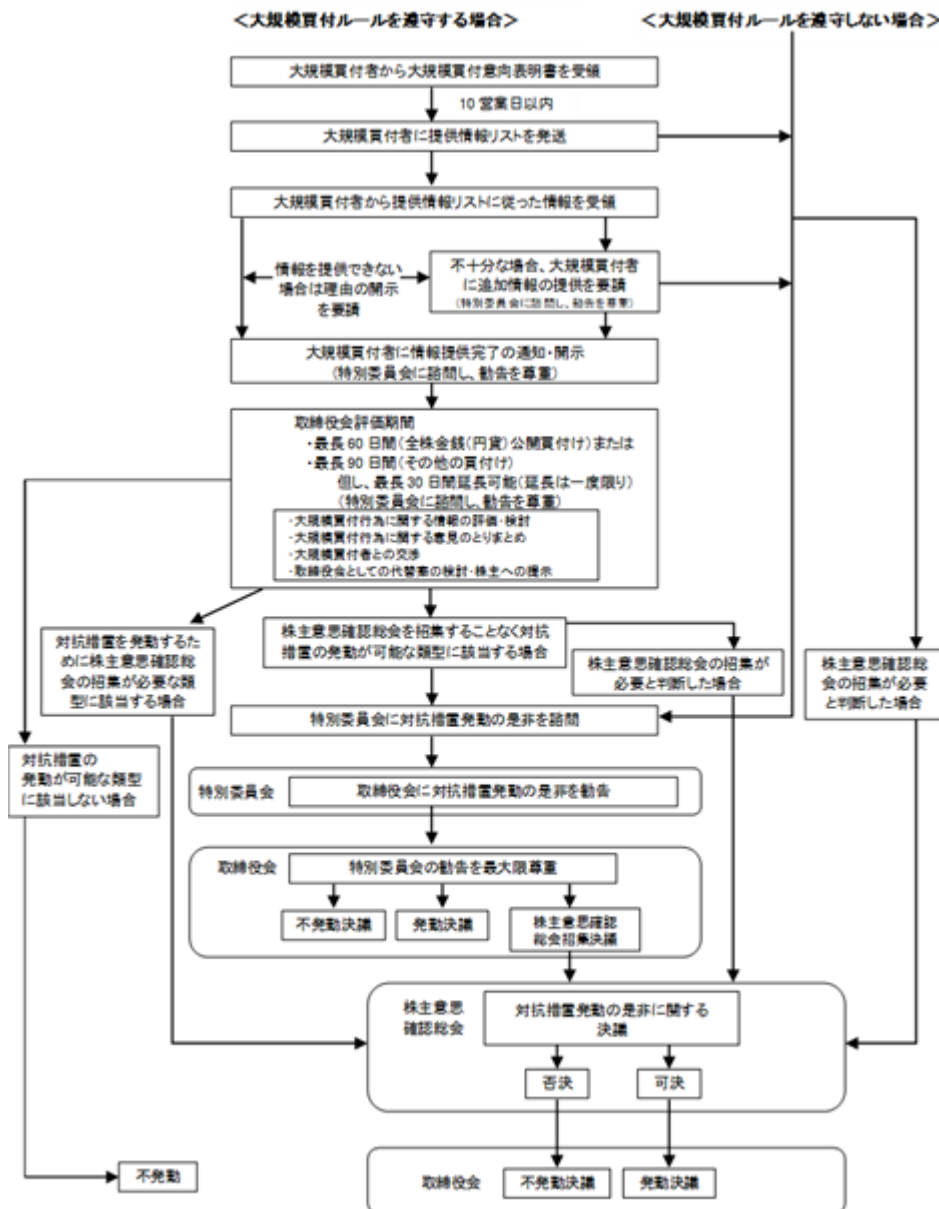 ＜大規模買付ルールを遵守する場合＞
＜大規模買付ルールを遵守しない場合＞
大規模買付者から大規模買付意向表明書を受領
10 営業日以内
大規模買付者に提供情報リストを発送
大規模買付者から提供情報リストに従った情報を受領
情報を提供できない
場合は理由の開示
を要請
不十分な場合、大規模買付者
に追加情報の提供を要請
(特別委員会に諮問し、勧告を尊重)
大規模買付者に情報提供完了の通知・開示
(特別委員会に諮問し、勧告を尊重)
取締役会評価期間
・最長 60 日間(全株金銭(円貨)公開買付け)または
・最長 90 日間(その他の買付け)
但し、最長 30 日間延長可能(延長は一度限り)
(特別委員会に諮問し、勧告を尊重)
・大規模買付行為に関する情報の評価・検討
・大規模買付行為に関する意見のとりまとめ
・大規模買付者との交渉
・取締役会としての代替案の検討・株主への提示
対抗措置を発動するた
めに株主意思確認総
会の招集が必要な類
型に該当する場合
株主意思確認総会を招集することなく対抗
措置の発動が可能な類型に該当する場合
株主意思確認総会の招集が
必要と判断した場合
株主意思確認総
会の招集が必要
と判断した場合
特別委員会に対抗措置発動の是非を諮問
対抗措置の
発動が可能な類型
に該当しない場合
特別委員会
取締役会に対抗措置発動の是非を勧告
取締役会
特別委員会の勧告を最大限尊重
不発動決議
発動決議
株主意思確認
総会招集決議
株主意思
確認総会
対抗措置発動の是非に関する
決議
否決
可決
不発動
取締役会
不発動決議
発動決議